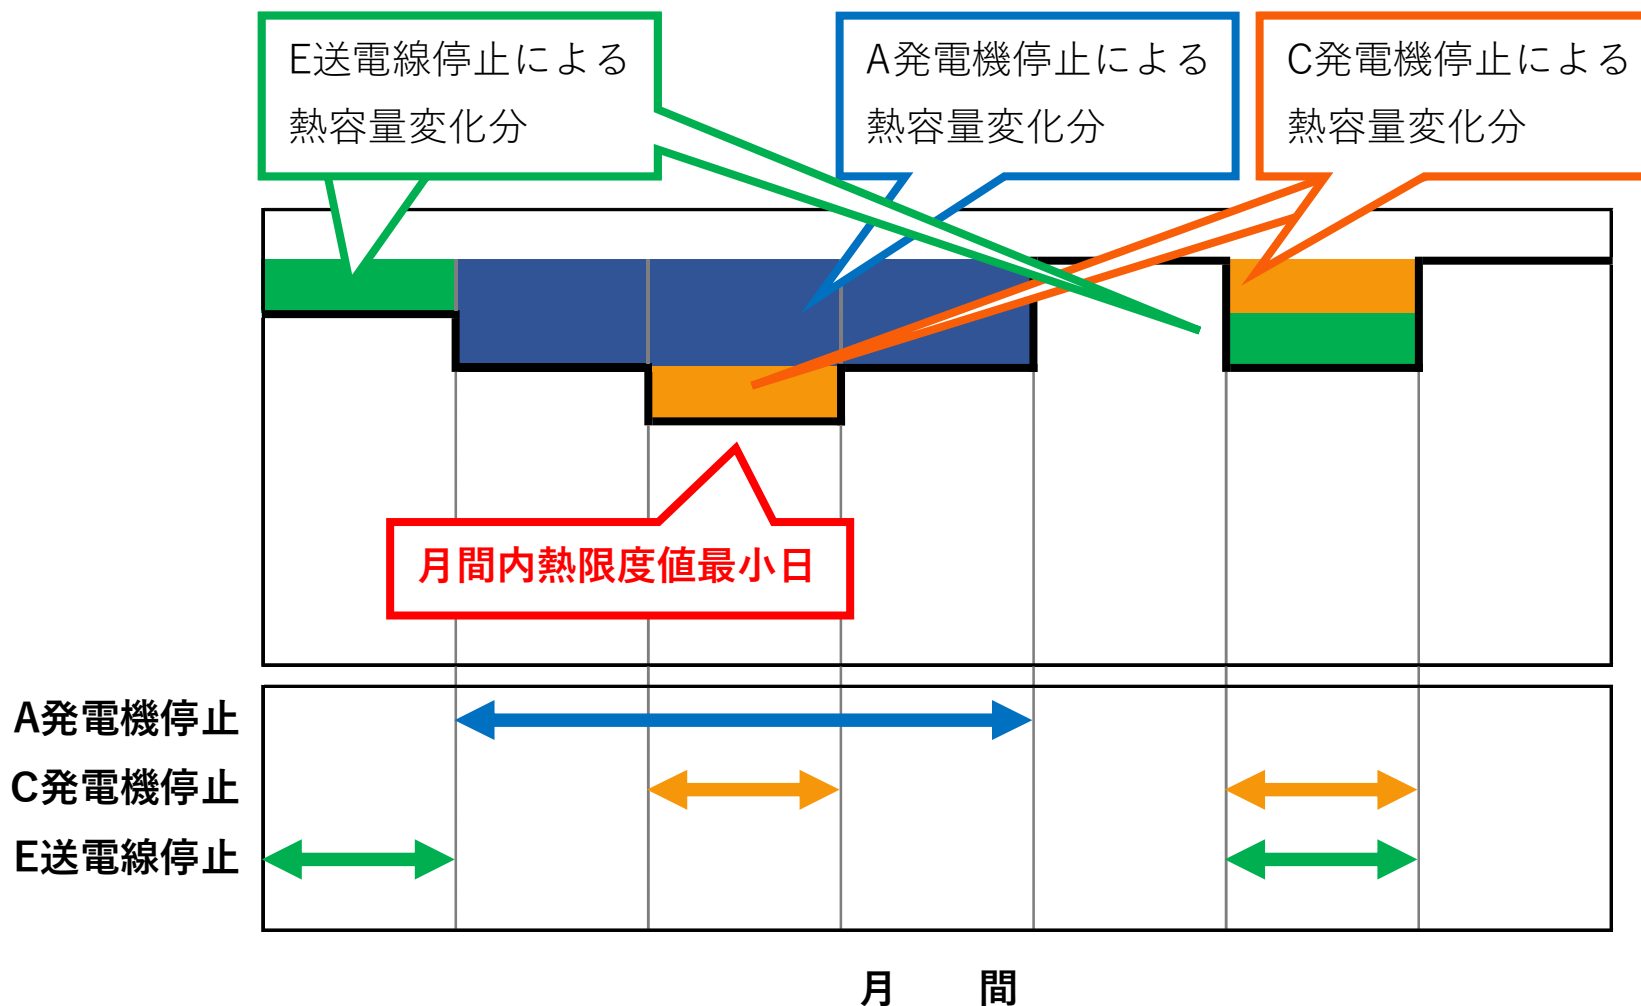 E送電線停止による
熱容量変化分
A発電機停止による
熱容量変化分
C発電機停止による
熱容量変化分
月間内熱限度値最小日
A発電機停止
C発電機停止
E送電線停止
月　間